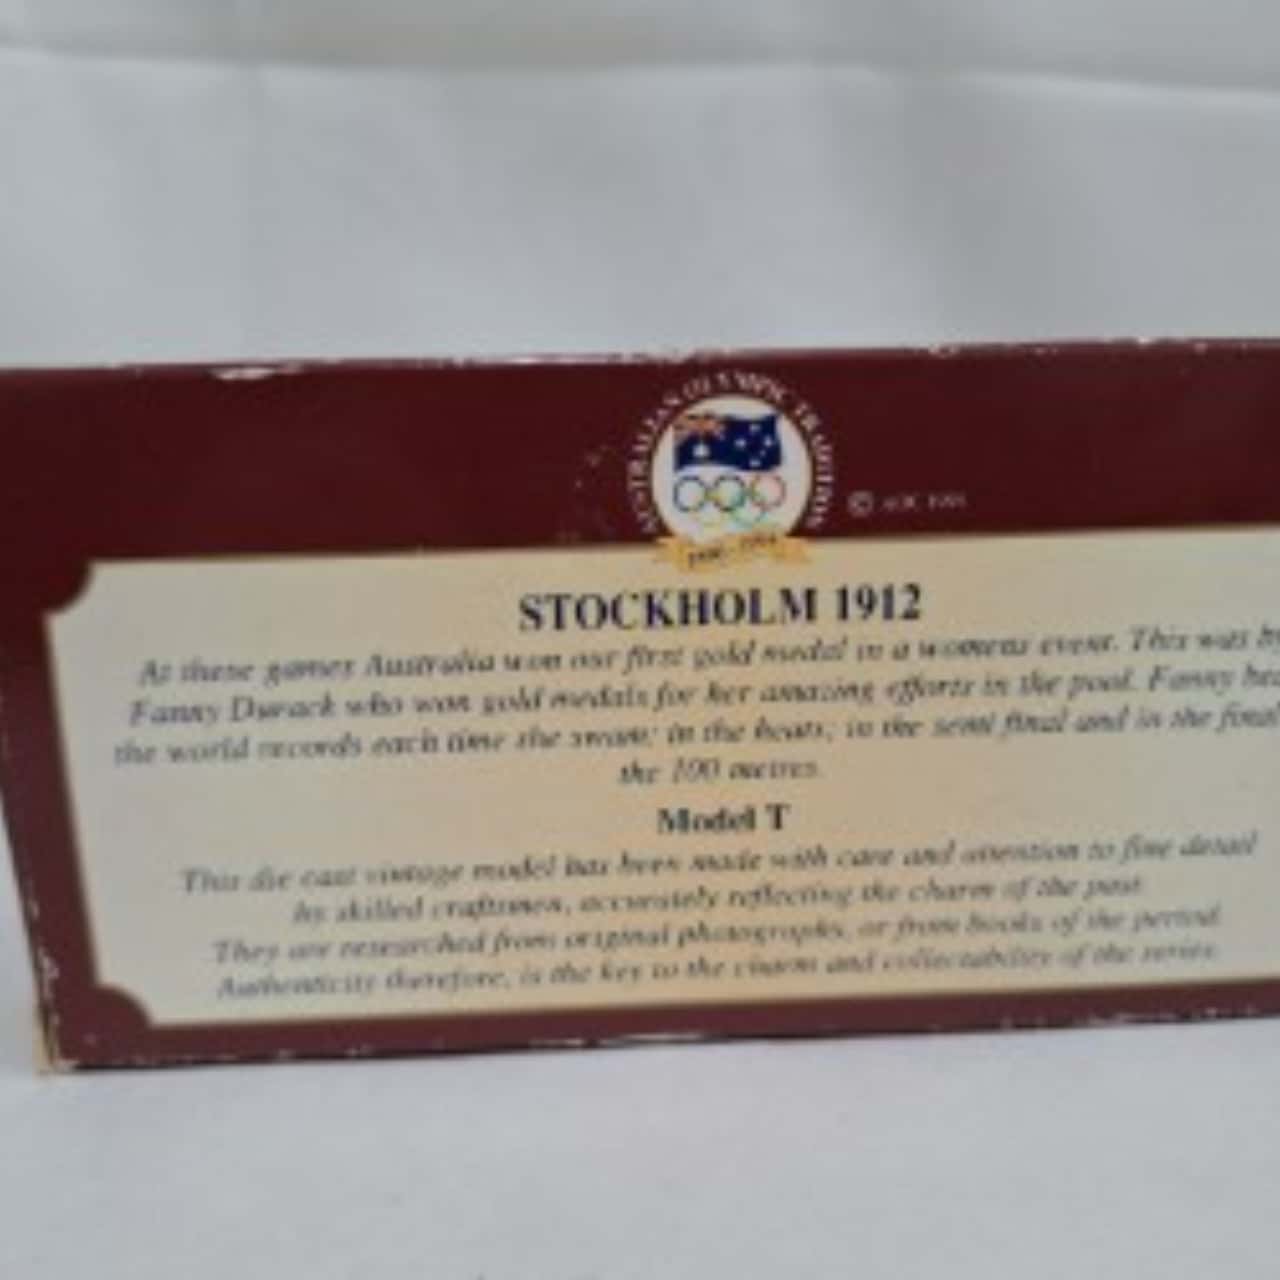 AUSTRALIAN OLYMPIC TRADITION
©
STOCKHOLM 1912
At these games Australia won our first gold medal in a womens event. This was by
Fanny Durack who won gold medals for her amazing efforts in the pool. Fanny
the world records each time she swam; in the heats; in the semi final and in the final
the 100 metres.
Model T
This die cast vintage model has been made with care and attention to fine detail
by skilled craftsmen, accurately reflecting the charm of the past.
They are researched from original photographs, or from books of the period.
Authenticity therefore, is the key to the charm and collectability of the series.